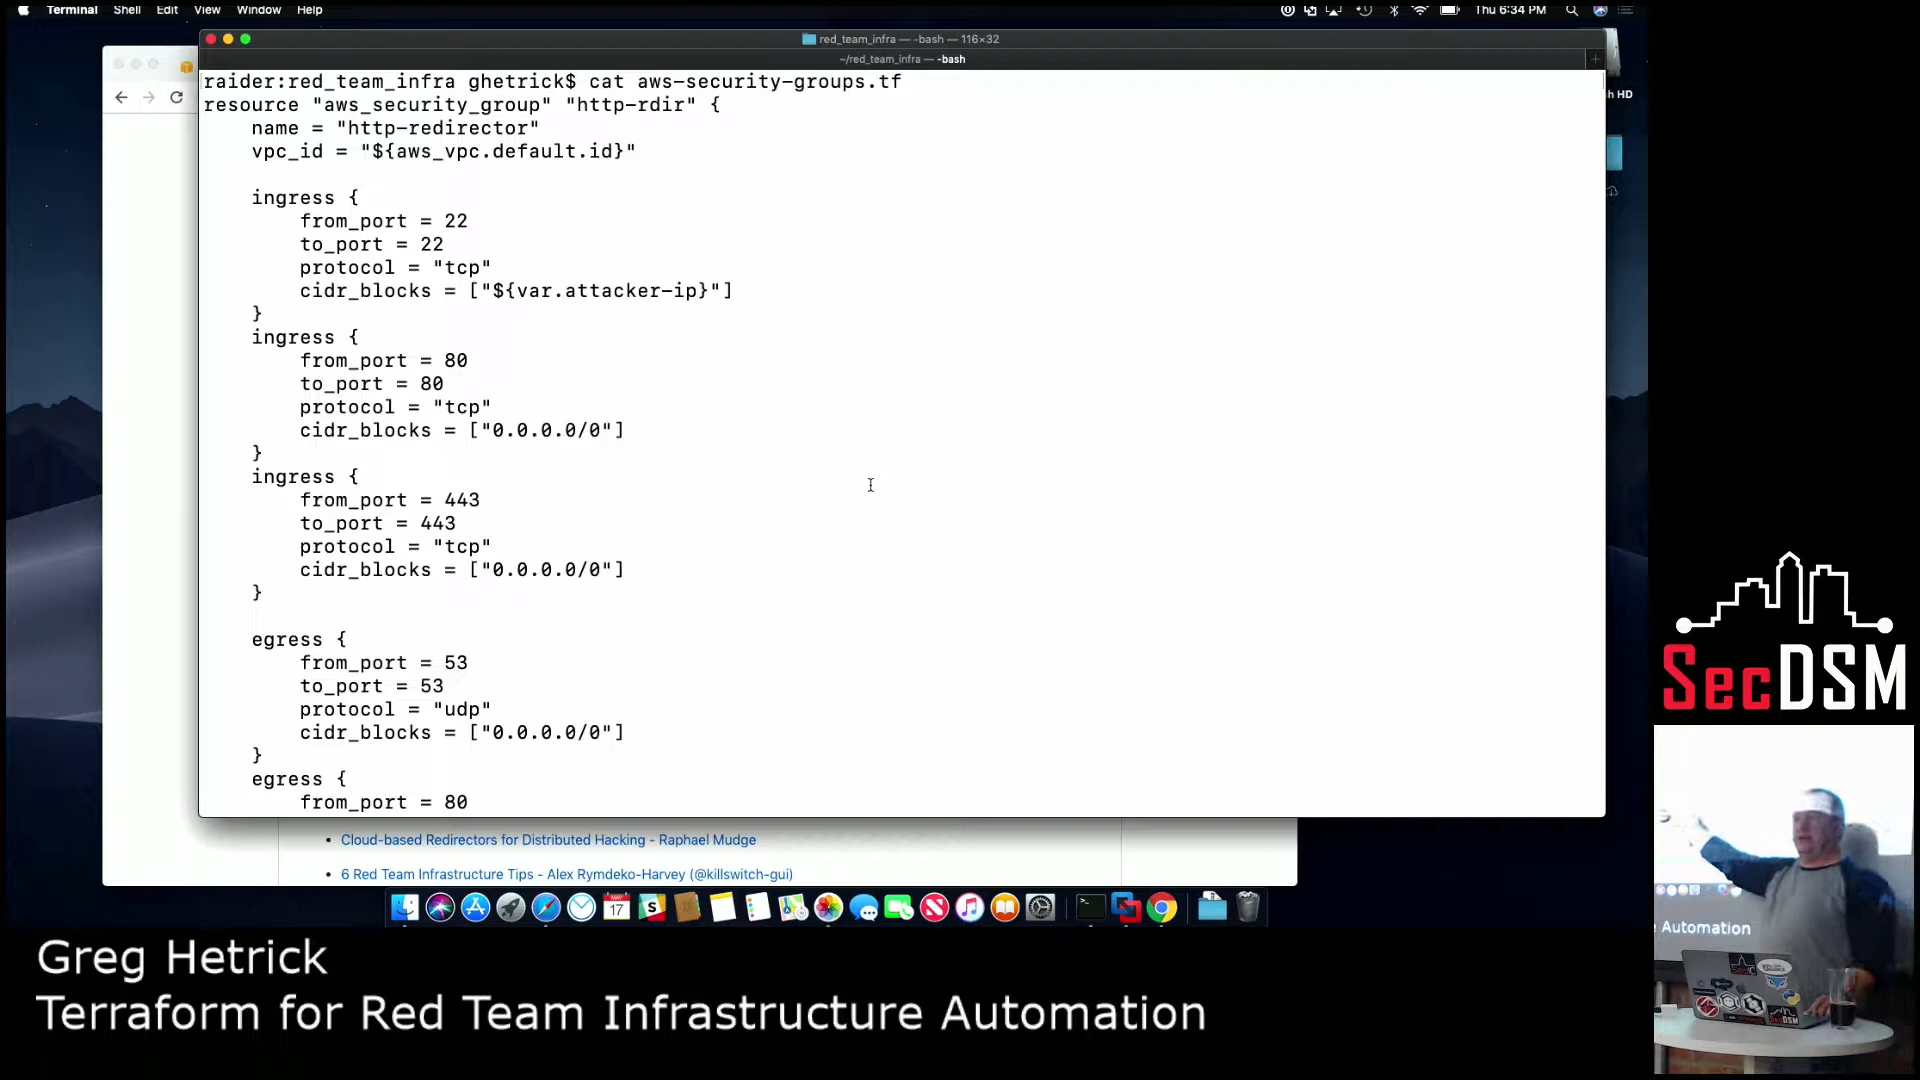 Terminal Shell Edit View Window Help
Thu 6:34 PM
red_team_infra — -bash — 116×32
~/red_team_infra — -bash
raider:red_team_infra ghetrick$ cat aws-security-groups.tf
resource "aws_security_group" "http-rdir" {
name = "http-redirector"
vpc_id = "${aws_vpc.default.id}"
ingress {
from_port = 22
to_port = 22
protocol = "tcp"
cidr_blocks = ["${var.attacker-ip}"]
}
ingress {
from_port = 80
to_port = 80
protocol = "tcp"
cidr_blocks = ["0.0.0.0/0"]
}
ingress {
from_port = 443
to_port = 443
protocol = "tcp"
cidr_blocks = ["0.0.0.0/0"]
}
egress {
from_port = 53
to_port = 53
protocol = "udp"
cidr_blocks = ["0.0.0.0/0"]
}
egress {
from_port = 80
h HD
• Cloud-based Redirectors for Distributed Hacking - Raphael Mudge
• 6 Red Team Infrastructure Tips - Alex Rymdeko-Harvey (@killswitch-gui)
17
SecDSM
Automation
SecDSM
Greg Hetrick
Terraform for Red Team Infrastructure Automation